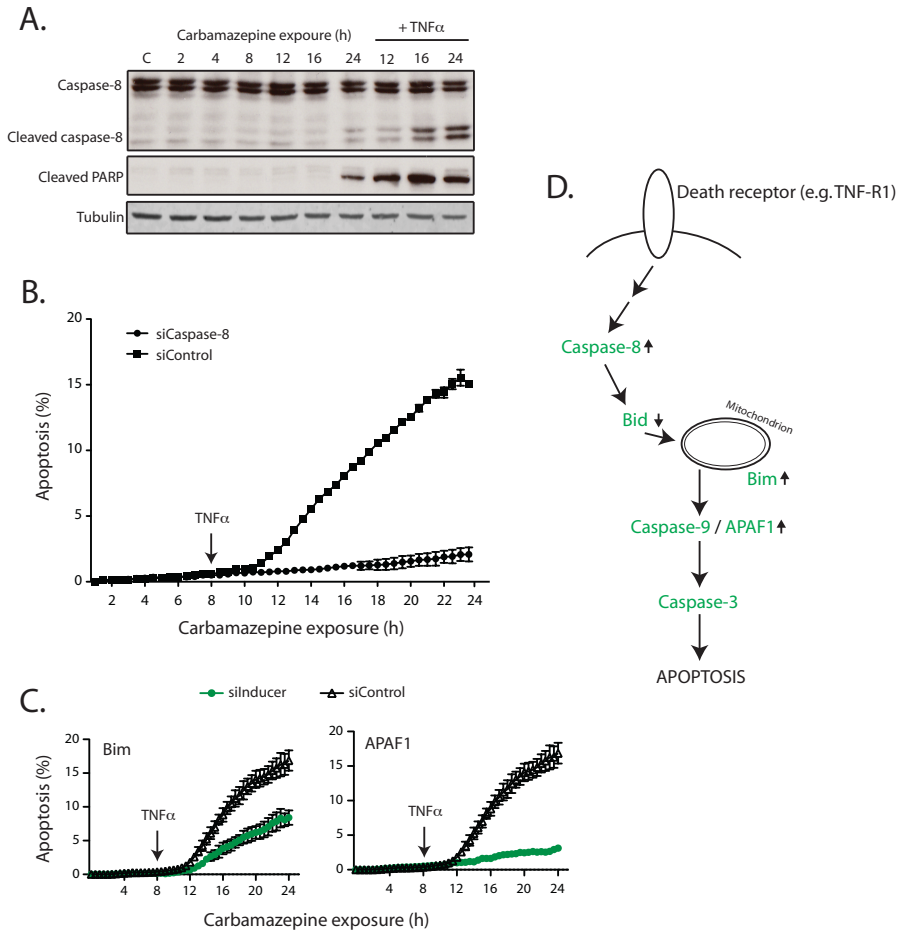 A.
Carbamazepine expoure (h)
+ TNFα
C 2 4 8 12 16 24 12 16 24
Caspase-8
Cleaved caspase-8
Cleaved PARP
Tubulin
B.
Apoptosis (%)
20
15
10
5
0
siCaspase-8
siControl
TNFα
2 4 6 8 10 12 14 16 18 20 22 24
Carbamazepine exposure (h)
C.
siInducer
siControl
Apoptosis (%)
20
15
10
5
0
Bim
TNFα
4 8 12 16 20 24
20
15
10
5
0
APAF1
TNFα
4 8 12 16 20 24
Carbamazepine exposure (h)
D.
Death receptor (e.g. TNF-R1)
Caspase-8
Bid
Mitochondrion
Bim
Caspase-9 / APAF1
Caspase-3
APOPTOSIS